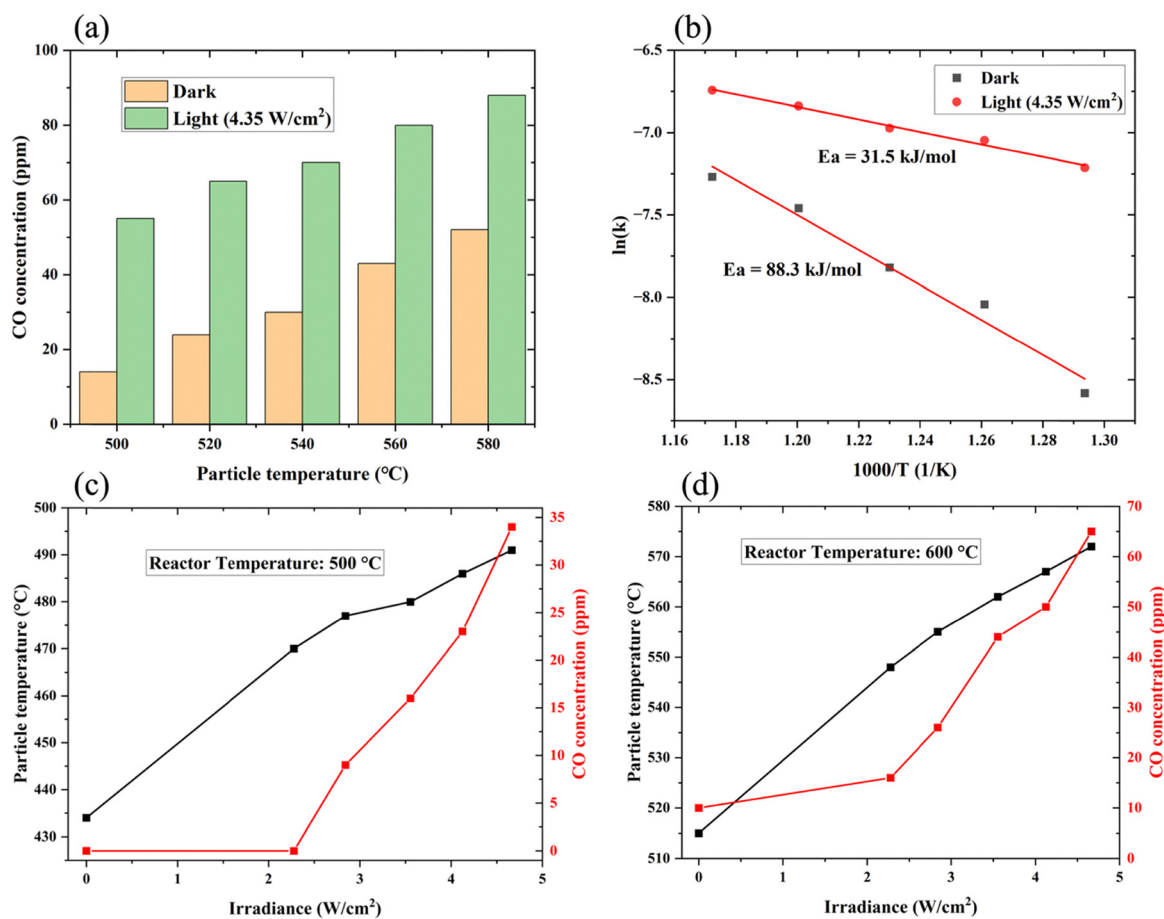 (a)
100
80
60
40
20
0
CO concentration (ppm)
Dark
Light (4.35 W/cm²)
500 520 540 560 580
Particle temperature (°C)
(b)
−6.5
−7.0
−7.5
−8.0
−8.5
ln(k)
Dark
Light (4.35 W/cm²)
Ea = 31.5 kJ/mol
Ea = 88.3 kJ/mol
1.16 1.18 1.20 1.22 1.24 1.26 1.28 1.30
1000/T (1/K)
(c)
500
490
480
470
460
450
440
430
Particle temperature (°C)
Reactor Temperature: 500 °C
35
30
25
20
15
10
5
0
CO concentration (ppm)
0 1 2 3 4 5
Irradiance (W/cm²)
(d)
580
570
560
550
540
530
520
510
Particle temperature (°C)
Reactor Temperature: 600 °C
70
60
50
40
30
20
10
0
CO concentration (ppm)
0 1 2 3 4 5
Irradiance (W/cm²)